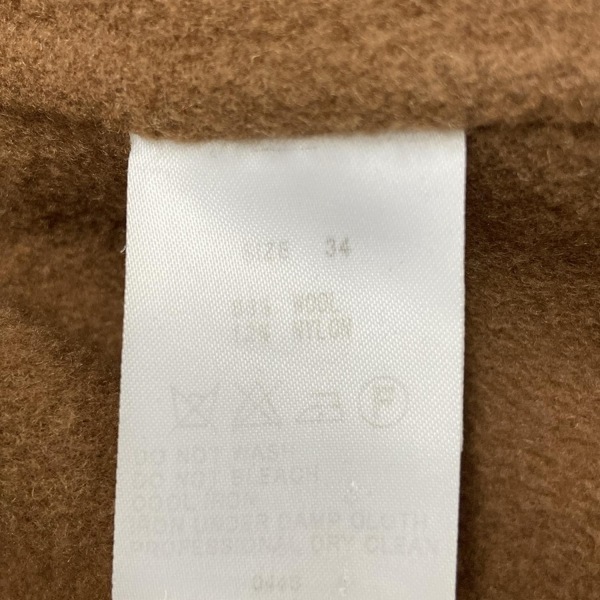 SIZE 34
WOOL
NYLON
P
DO NOT WASH
DO NOT BLEACH
COOL IRON
IRON UNDER DAMP CLOTH
PROFESSIONAL DRY CLEAN